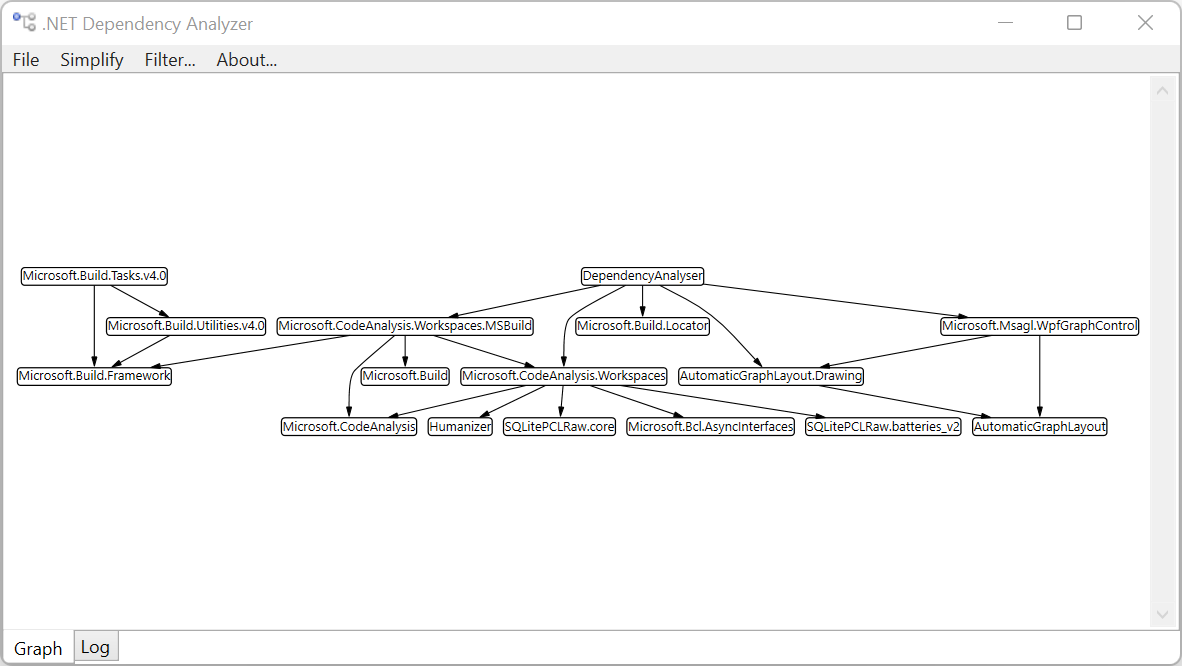 .NET Dependency Analyzer
File Simplify Filter... About...
Microsoft.Build.Tasks.v4.0 DependencyAnalyser
Microsoft.Build.Utilities.v4.0 Microsoft.CodeAnalysis.Workspaces.MSBuild Microsoft.Build.Locator Microsoft.Msagl.WpfGraphControl
Microsoft.Build.Framework Microsoft.Build Microsoft.CodeAnalysis.Workspaces AutomaticGraphLayout.Drawing
Microsoft.CodeAnalysis Humanizer SQLitePCLRaw.core Microsoft.Bcl.AsyncInterfaces SQLitePCLRaw.batteries_v2 AutomaticGraphLayout
Graph Log